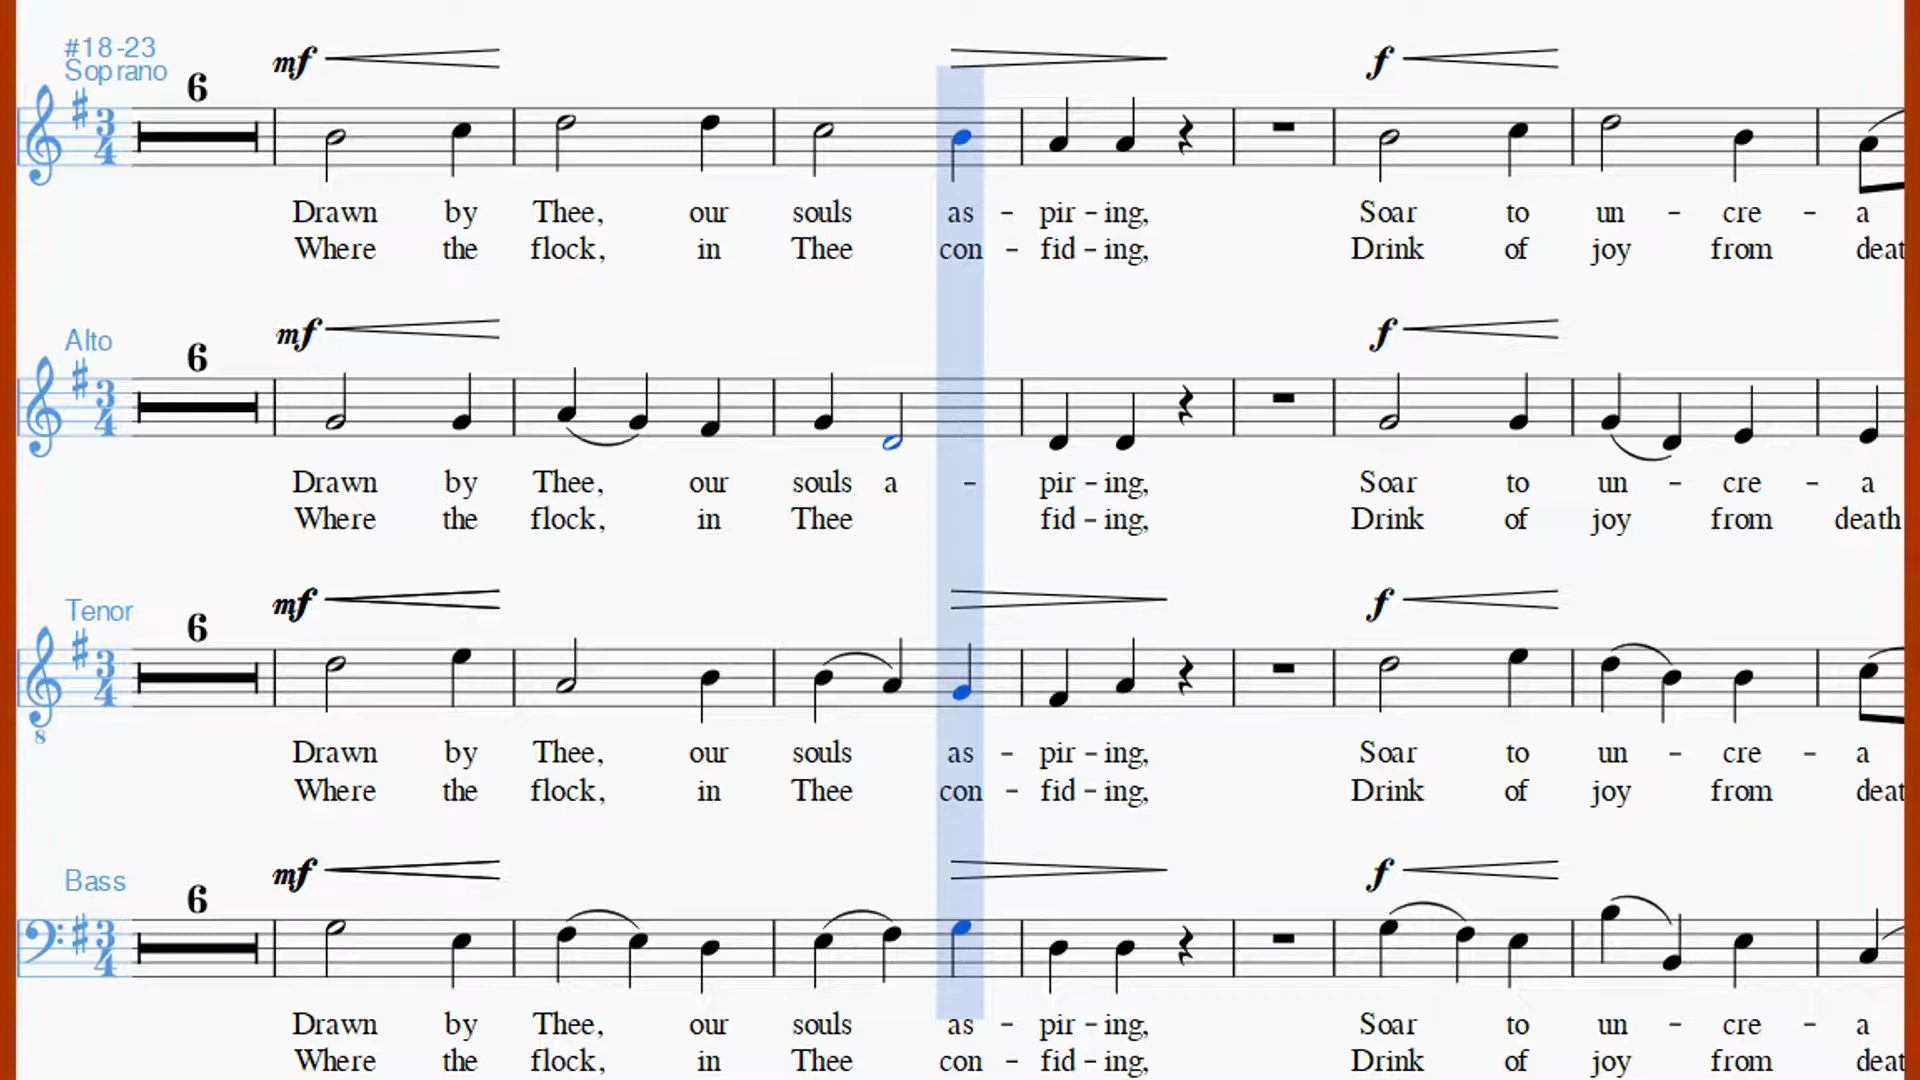 #18-23
Soprano
6 mf f
Drawn by Thee, our souls as - pir - ing, Soar to un - cre - a
Where the flock, in Thee con - fid - ing, Drink of joy from deat
Alto
6 mf f
Drawn by Thee, our souls a - pir - ing, Soar to un - cre - a
Where the flock, in Thee fid - ing, Drink of joy from death
Tenor
6 mf f
8
Drawn by Thee, our souls as - pir - ing, Soar to un - cre - a
Where the flock, in Thee con - fid - ing, Drink of joy from deat
Bass
6 mf f
Drawn by Thee, our souls as - pir - ing, Soar to un - cre - a
Where the flock, in Thee con - fid - ing, Drink of joy from deat